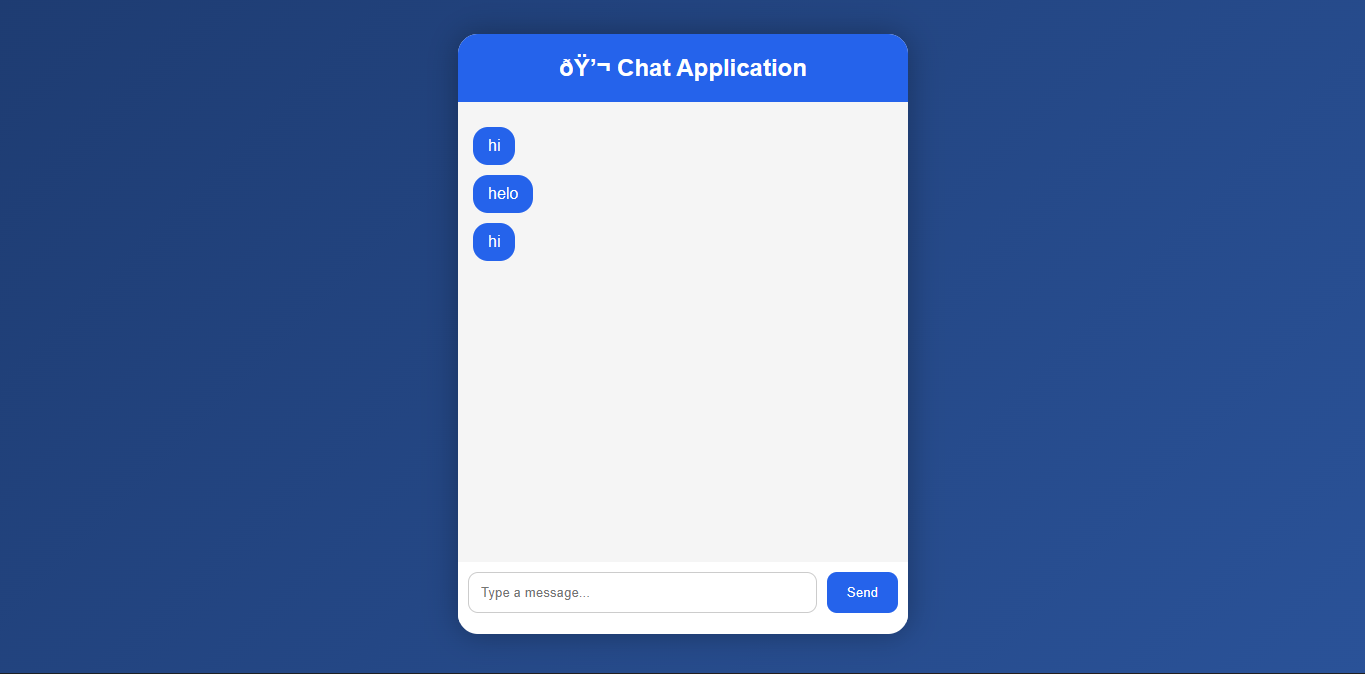 ðŸ’¬ Chat Application
hi
helo
hi
Type a message...
Send